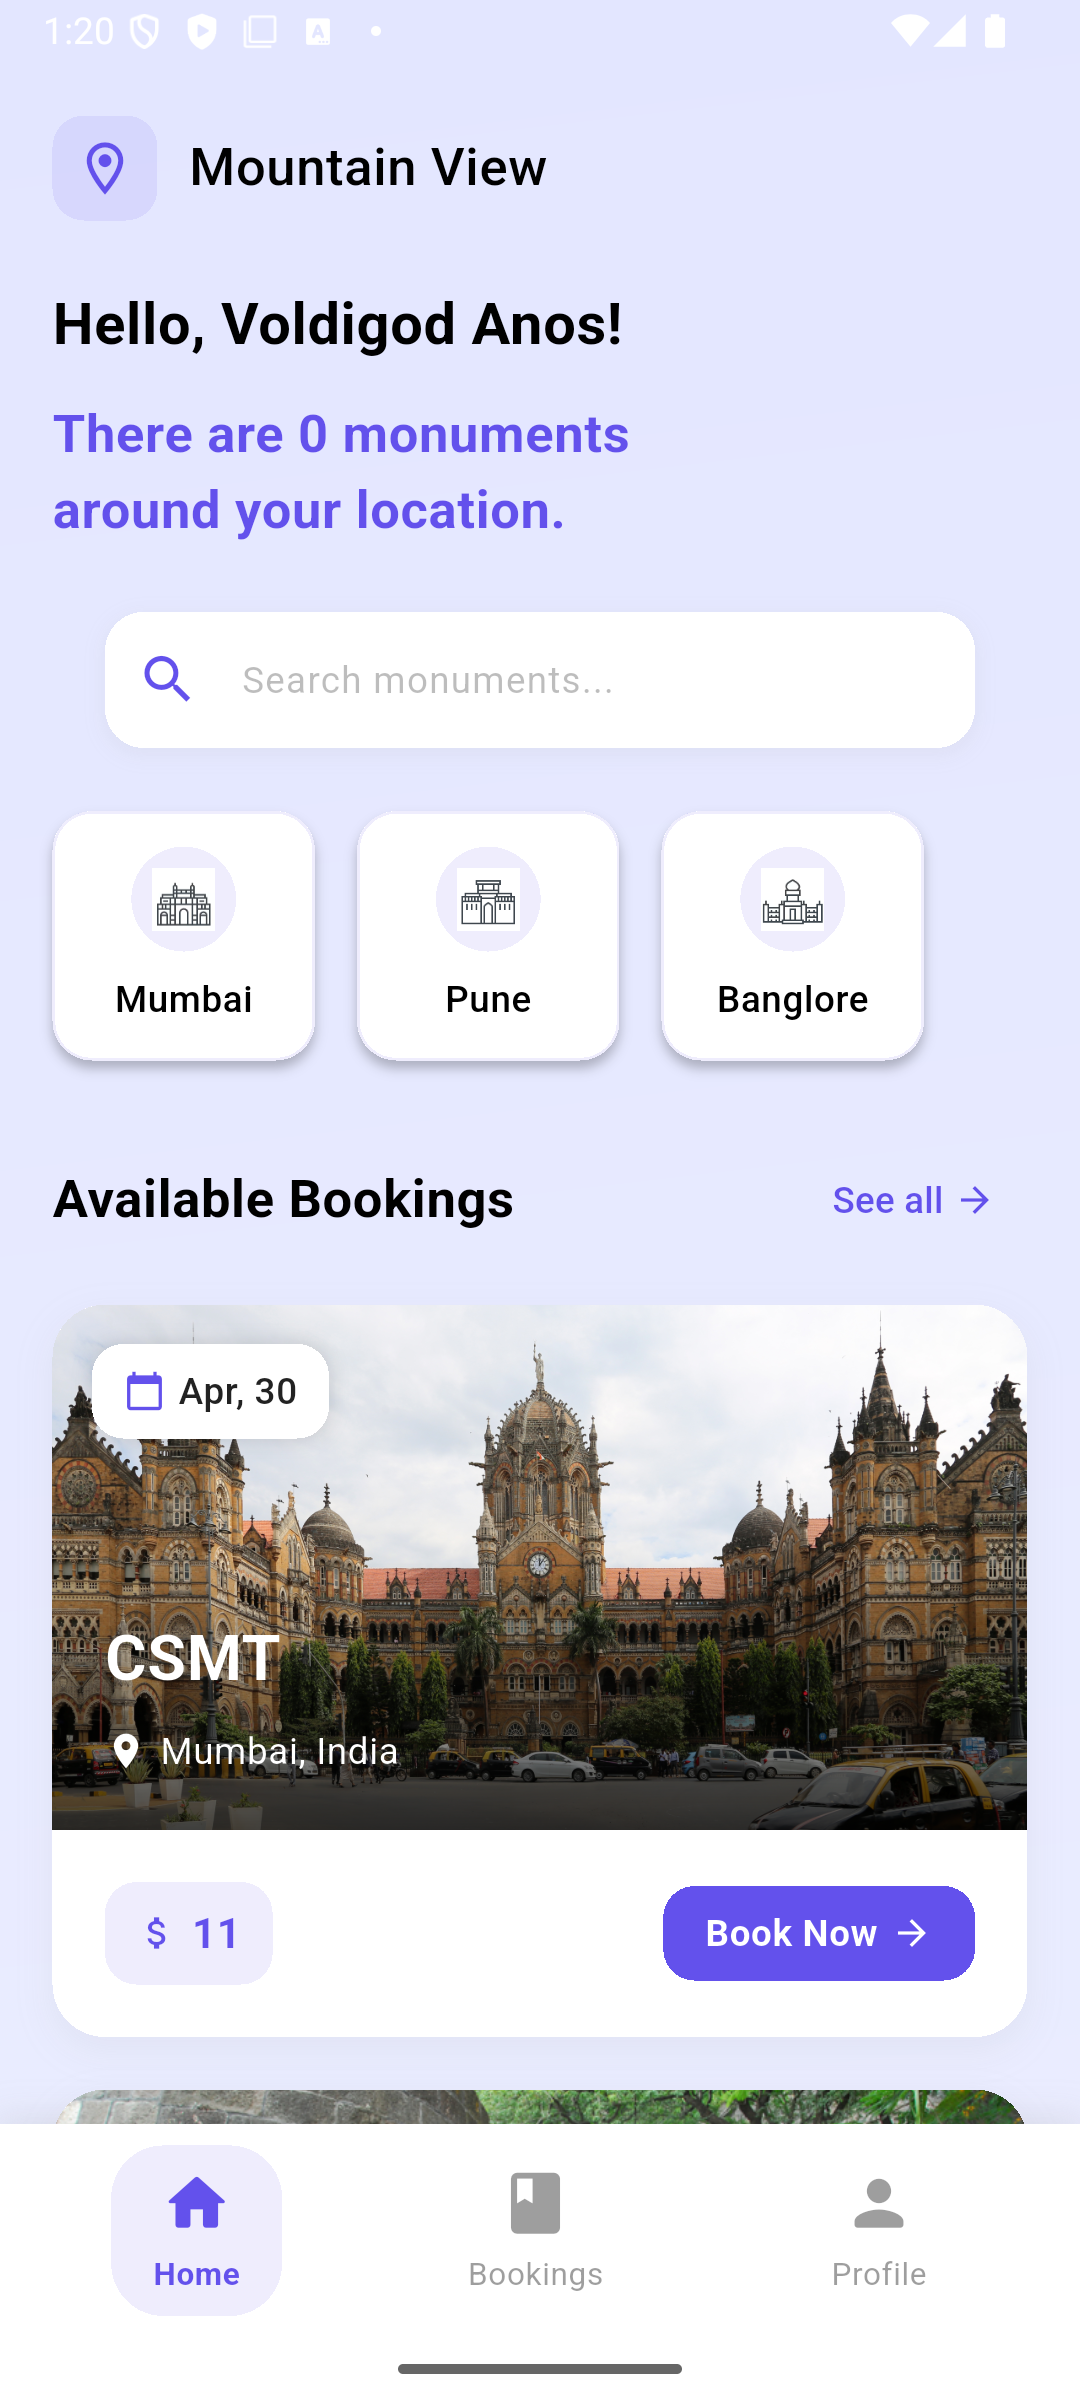 1:20
Mountain View
Hello, Voldigod Anos!
There are 0 monuments
around your location.
Search monuments...
Mumbai
Pune
Banglore
Available Bookings
See all
Apr, 30
CSMT
Mumbai, India
$ 11
Book Now
Home
Bookings
Profile